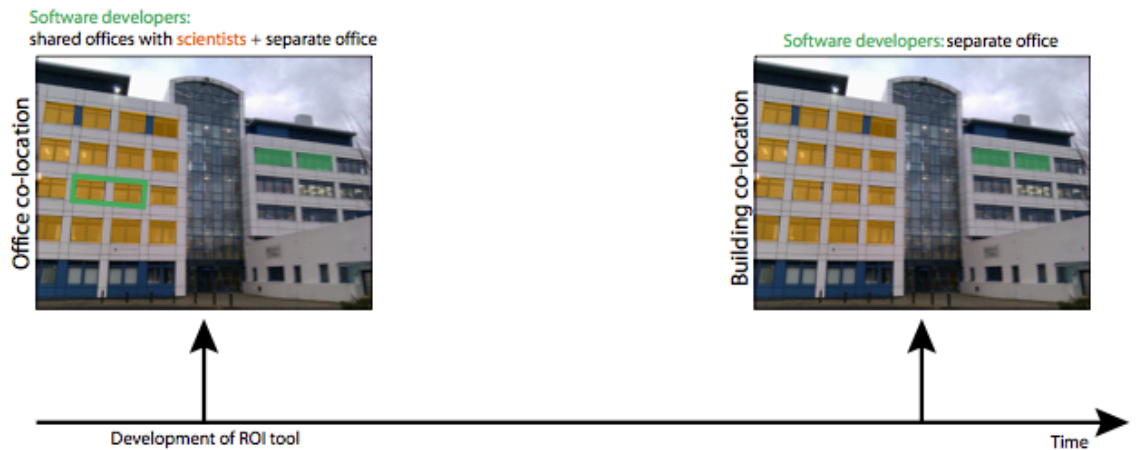 Software developers:
shared offices with scientists + separate office
Office co-location
Software developers: separate office
Building co-location
Development of ROI tool
Time